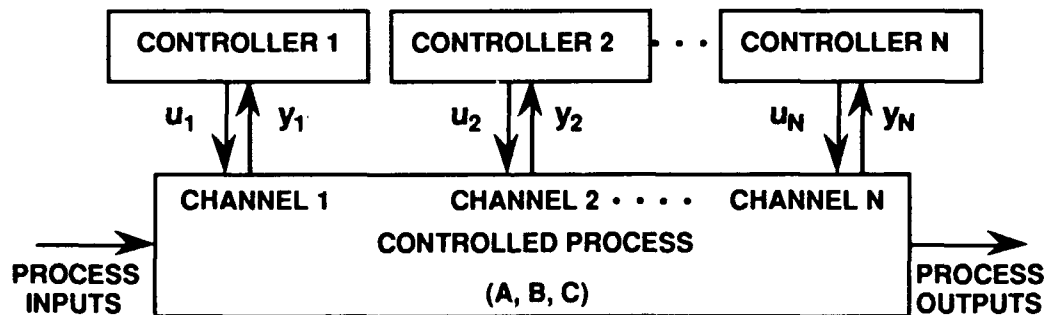 CONTROLLER 1
CONTROLLER 2
• • •
CONTROLLER N
u1
y1
u2
y2
uN
yN
CHANNEL 1
CHANNEL 2 • • • •
CHANNEL N
CONTROLLED PROCESS
(A, B, C)
PROCESS
INPUTS
PROCESS
OUTPUTS